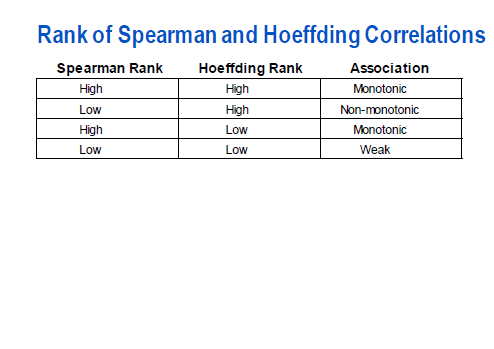 Rank of Spearman and Hoeffding Correlations
Spearman Rank Hoeffding Rank Association
High High Monotonic
Low High Non-monotonic
High Low Monotonic
Low Low Weak